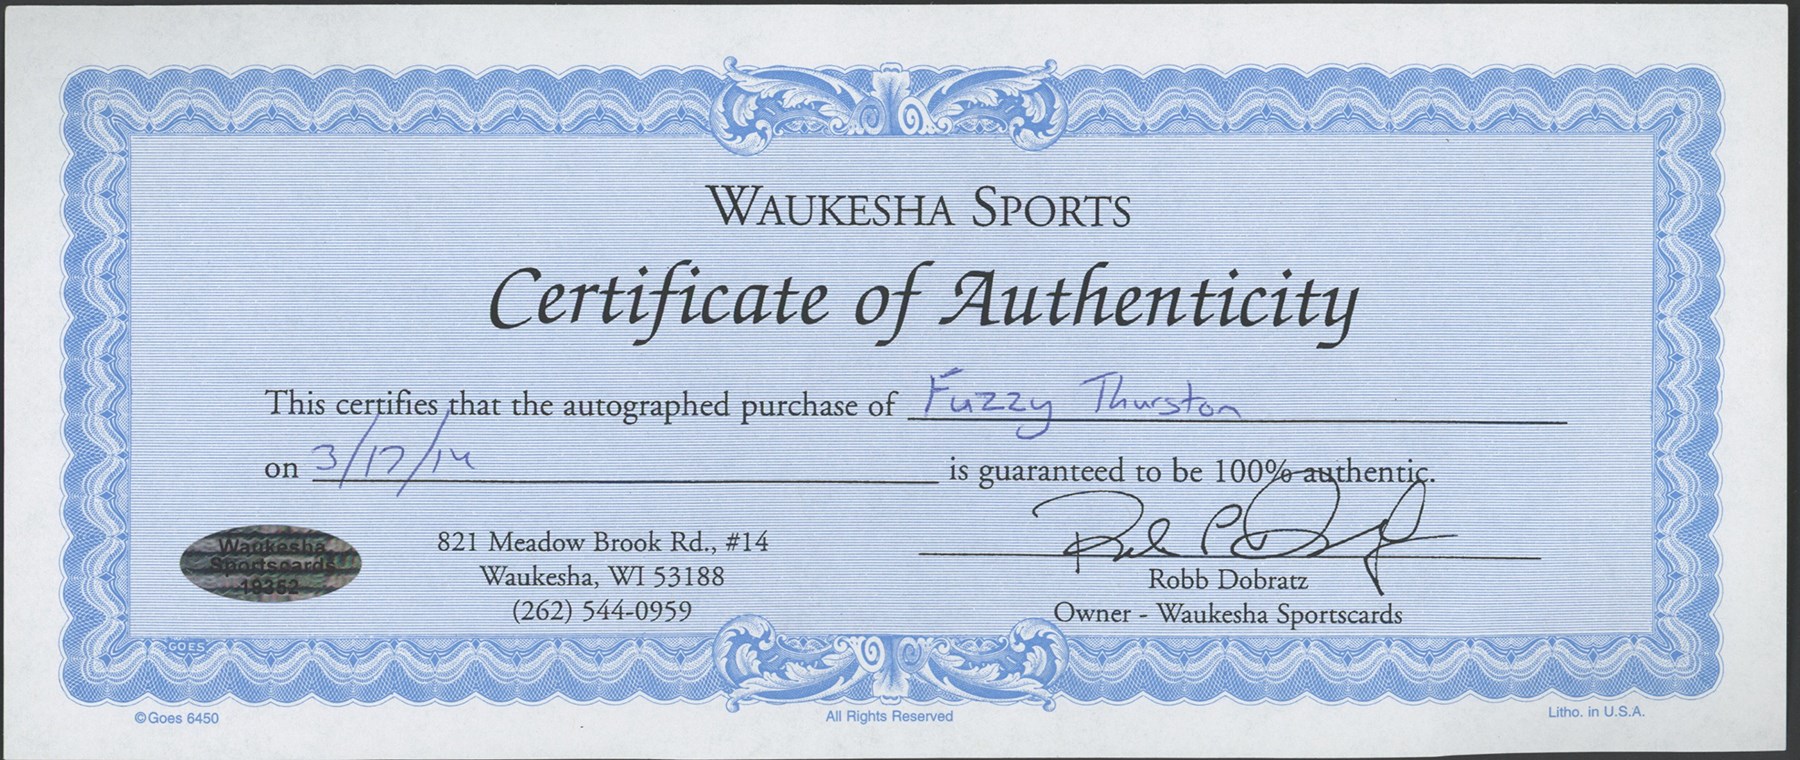 WAUKESHA SPORTS
Certificate of Authenticity
This certifies that the autographed purchase of Fuzzy Thurston
on 3/17/14 is guaranteed to be 100% authentic.
Waukesha
Sportscards
19352
821 Meadow Brook Rd., #14
Waukesha, WI 53188
(262) 544-0959
Robb Dobratz
Owner - Waukesha Sportscards
GOES
©Goes 6450
All Rights Reserved
Litho. in U.S.A.